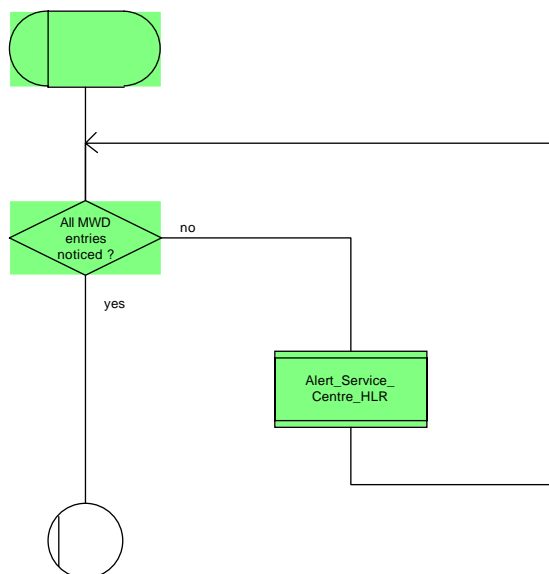 All MWD
entries
noticed ?
no
yes
Alert_Service_
Centre_HLR